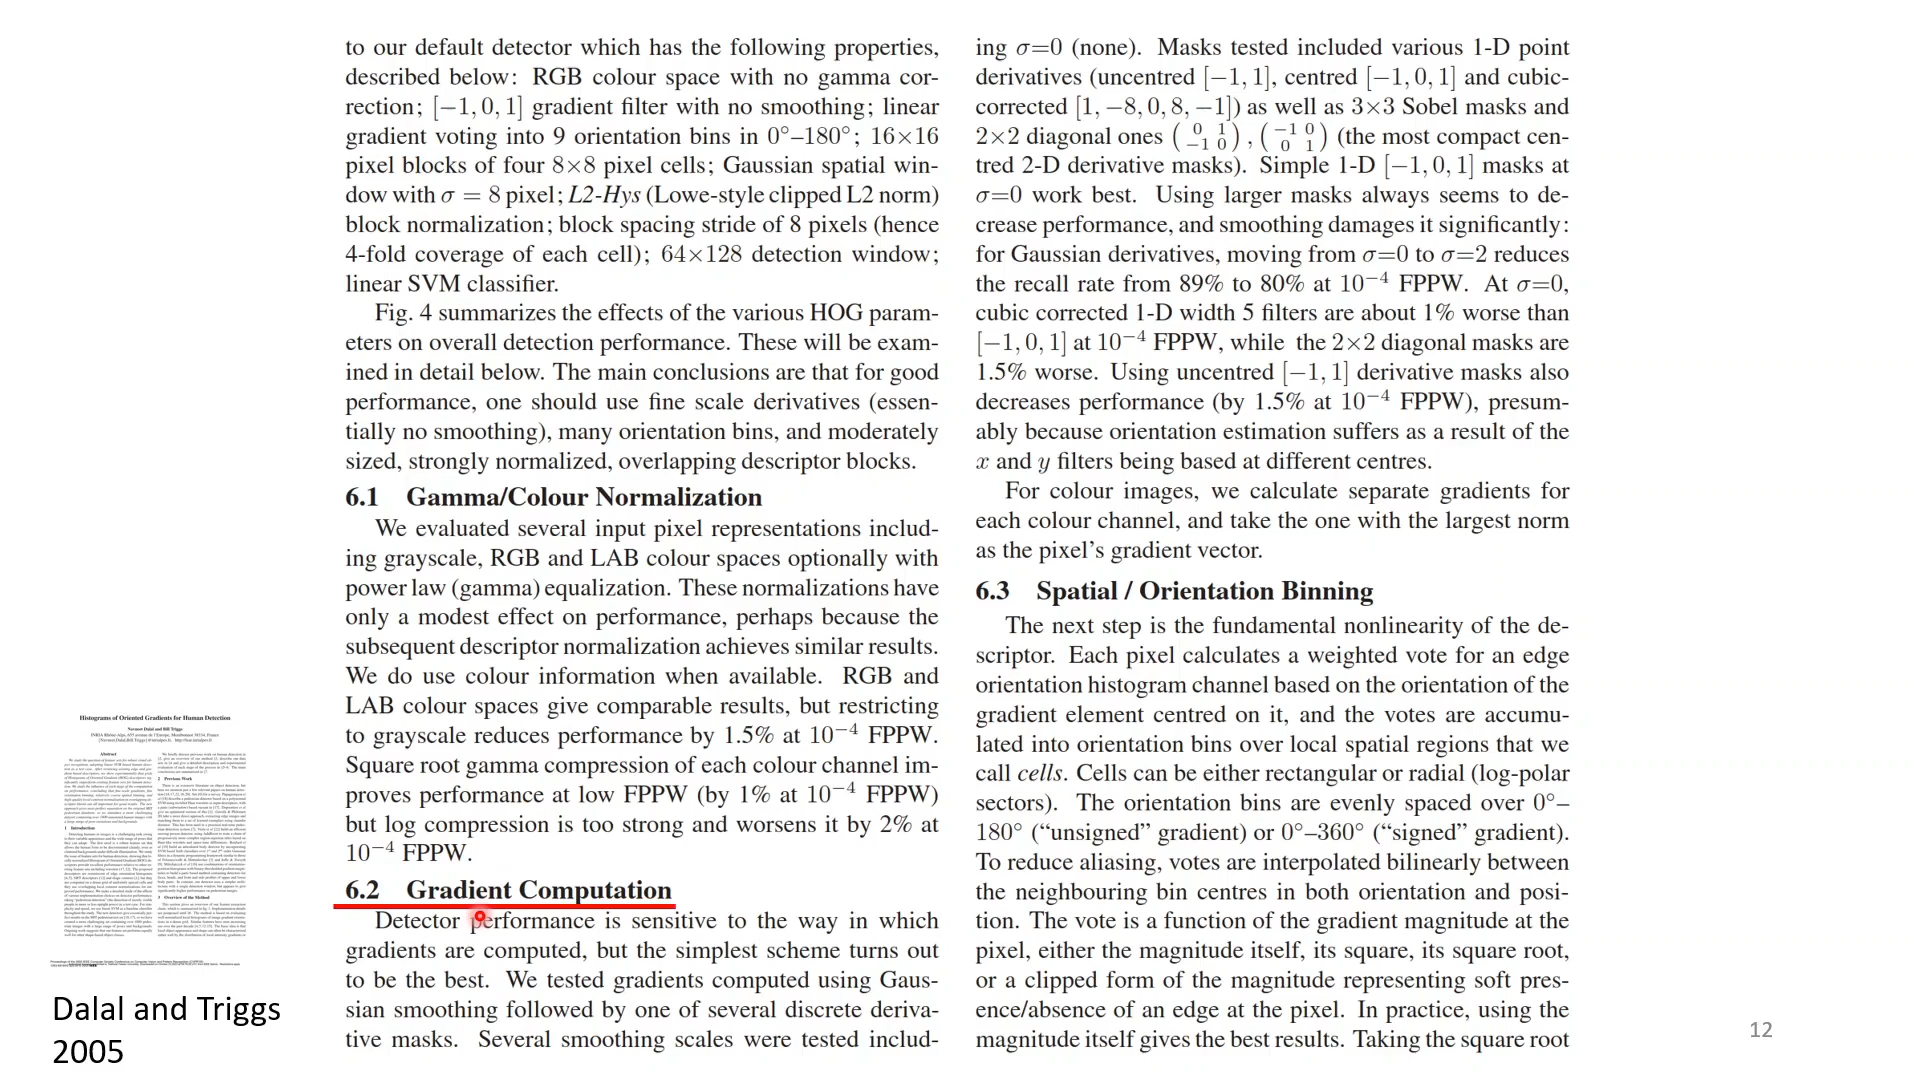 to our default detector which has the following properties,
described below: RGB colour space with no gamma cor-
rection; [−1, 0, 1] gradient filter with no smoothing; linear
gradient voting into 9 orientation bins in 0°–180°; 16×16
pixel blocks of four 8×8 pixel cells; Gaussian spatial win-
dow with σ = 8 pixel; L2-Hys (Lowe-style clipped L2 norm)
block normalization; block spacing stride of 8 pixels (hence
4-fold coverage of each cell); 64×128 detection window;
linear SVM classifier.
Fig. 4 summarizes the effects of the various HOG param-
eters on overall detection performance. These will be exam-
ined in detail below. The main conclusions are that for good
performance, one should use fine scale derivatives (essen-
tially no smoothing), many orientation bins, and moderately
sized, strongly normalized, overlapping descriptor blocks.
6.1 Gamma/Colour Normalization
We evaluated several input pixel representations includ-
ing grayscale, RGB and LAB colour spaces optionally with
power law (gamma) equalization. These normalizations have
only a modest effect on performance, perhaps because the
subsequent descriptor normalization achieves similar results.
We do use colour information when available. RGB and
LAB colour spaces give comparable results, but restricting
to grayscale reduces performance by 1.5% at 10⁻⁴ FPPW.
Square root gamma compression of each colour channel im-
proves performance at low FPPW (by 1% at 10⁻⁴ FPPW)
but log compression is too strong and worsens it by 2% at
10⁻⁴ FPPW.
6.2 Gradient Computation
Detector performance is sensitive to the way in which
gradients are computed, but the simplest scheme turns out
to be the best. We tested gradients computed using Gaus-
sian smoothing followed by one of several discrete deriva-
tive masks. Several smoothing scales were tested includ-
ing σ=0 (none). Masks tested included various 1-D point
derivatives (uncentred [−1, 1], centred [−1, 0, 1] and cubic-
corrected [1, −8, 0, 8, −1]) as well as 3×3 Sobel masks and
2×2 diagonal ones (0 1 −1 0), (−1 0 0 1) (the most compact cen-
tred 2-D derivative masks). Simple 1-D [−1, 0, 1] masks at
σ=0 work best. Using larger masks always seems to de-
crease performance, and smoothing damages it significantly:
for Gaussian derivatives, moving from σ=0 to σ=2 reduces
the recall rate from 89% to 80% at 10⁻⁴ FPPW. At σ=0,
cubic corrected 1-D width 5 filters are about 1% worse than
[−1, 0, 1] at 10⁻⁴ FPPW, while the 2×2 diagonal masks are
1.5% worse. Using uncentred [−1, 1] derivative masks also
decreases performance (by 1.5% at 10⁻⁴ FPPW), presum-
ably because orientation estimation suffers as a result of the
x and y filters being based at different centres.
For colour images, we calculate separate gradients for
each colour channel, and take the one with the largest norm
as the pixel's gradient vector.
6.3 Spatial / Orientation Binning
The next step is the fundamental nonlinearity of the de-
scriptor. Each pixel calculates a weighted vote for an edge
orientation histogram channel based on the orientation of the
gradient element centred on it, and the votes are accumu-
lated into orientation bins over local spatial regions that we
call cells. Cells can be either rectangular or radial (log-polar
sectors). The orientation bins are evenly spaced over 0°–
180° (“unsigned” gradient) or 0°–360° (“signed” gradient).
To reduce aliasing, votes are interpolated bilinearly between
the neighbouring bin centres in both orientation and posi-
tion. The vote is a function of the gradient magnitude at the
pixel, either the magnitude itself, its square, its square root,
or a clipped form of the magnitude representing soft pres-
ence/absence of an edge at the pixel. In practice, using the
magnitude itself gives the best results. Taking the square root
Histograms of Oriented Gradients for Human Detection
Navneet Dalal and Bill Triggs
Abstract
1 Introduction
2 Previous Work
3 Overview of the Method
Dalal and Triggs
2005
12